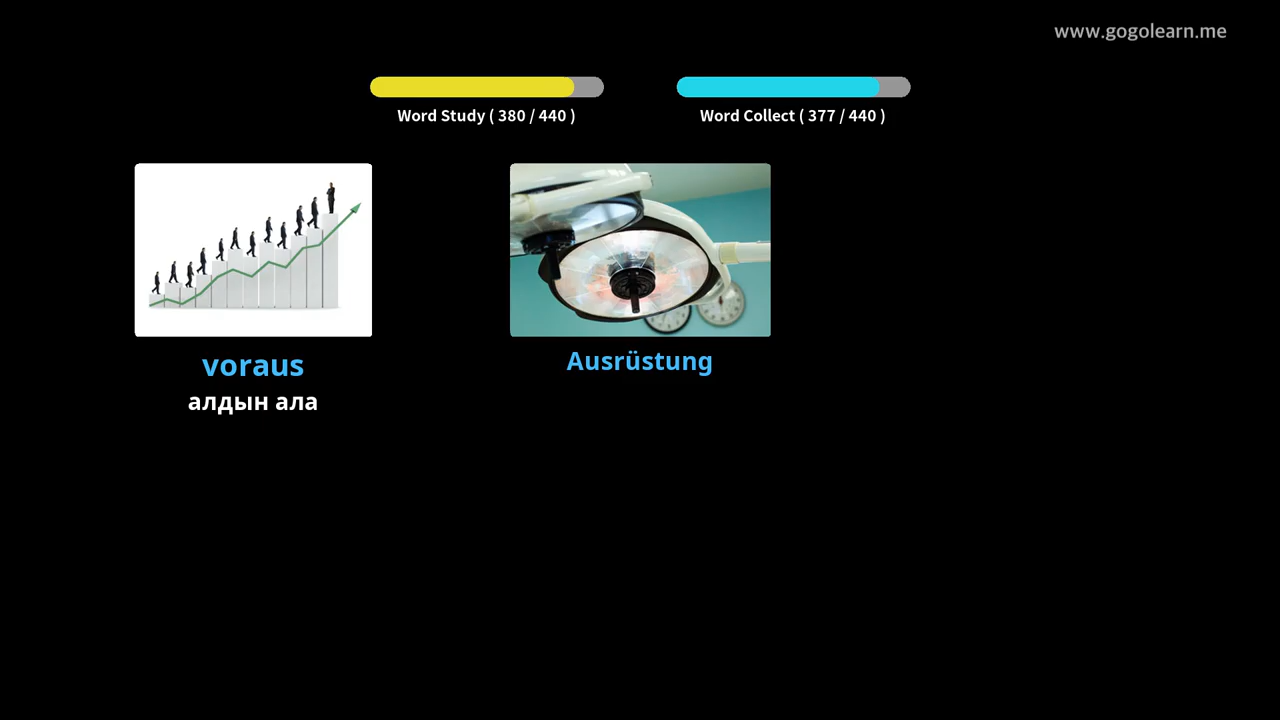 www.gogolearn.me
Word Study ( 380 / 440 )
Word Collect ( 377 / 440 )
voraus
алдын ала
Ausrüstung